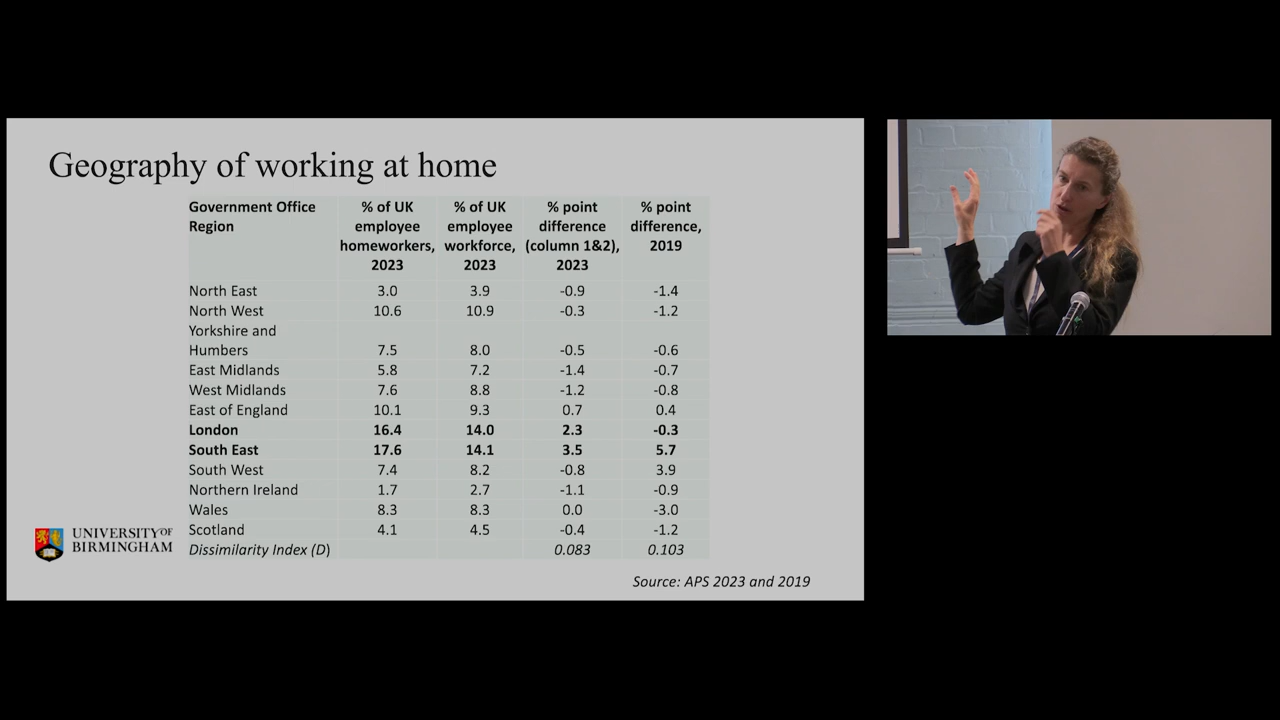 Geography of working at home
Government Office Region % of UK employee homeworkers, 2023 % of UK employee workforce, 2023 % point difference (column 1&2), 2023 % point difference, 2019
North East 3.0 3.9 -0.9 -1.4
North West 10.6 10.9 -0.3 -1.2
Yorkshire and
Humbers 7.5 8.0 -0.5 -0.6
East Midlands 5.8 7.2 -1.4 -0.7
West Midlands 7.6 8.8 -1.2 -0.8
East of England 10.1 9.3 0.7 0.4
London 16.4 14.0 2.3 -0.3
South East 17.6 14.1 3.5 5.7
South West 7.4 8.2 -0.8 3.9
Northern Ireland 1.7 2.7 -1.1 -0.9
Wales 8.3 8.3 0.0 -3.0
Scotland 4.1 4.5 -0.4 -1.2
Dissimilarity Index (D) 0.083 0.103
UNIVERSITY OF
BIRMINGHAM
Source: APS 2023 and 2019